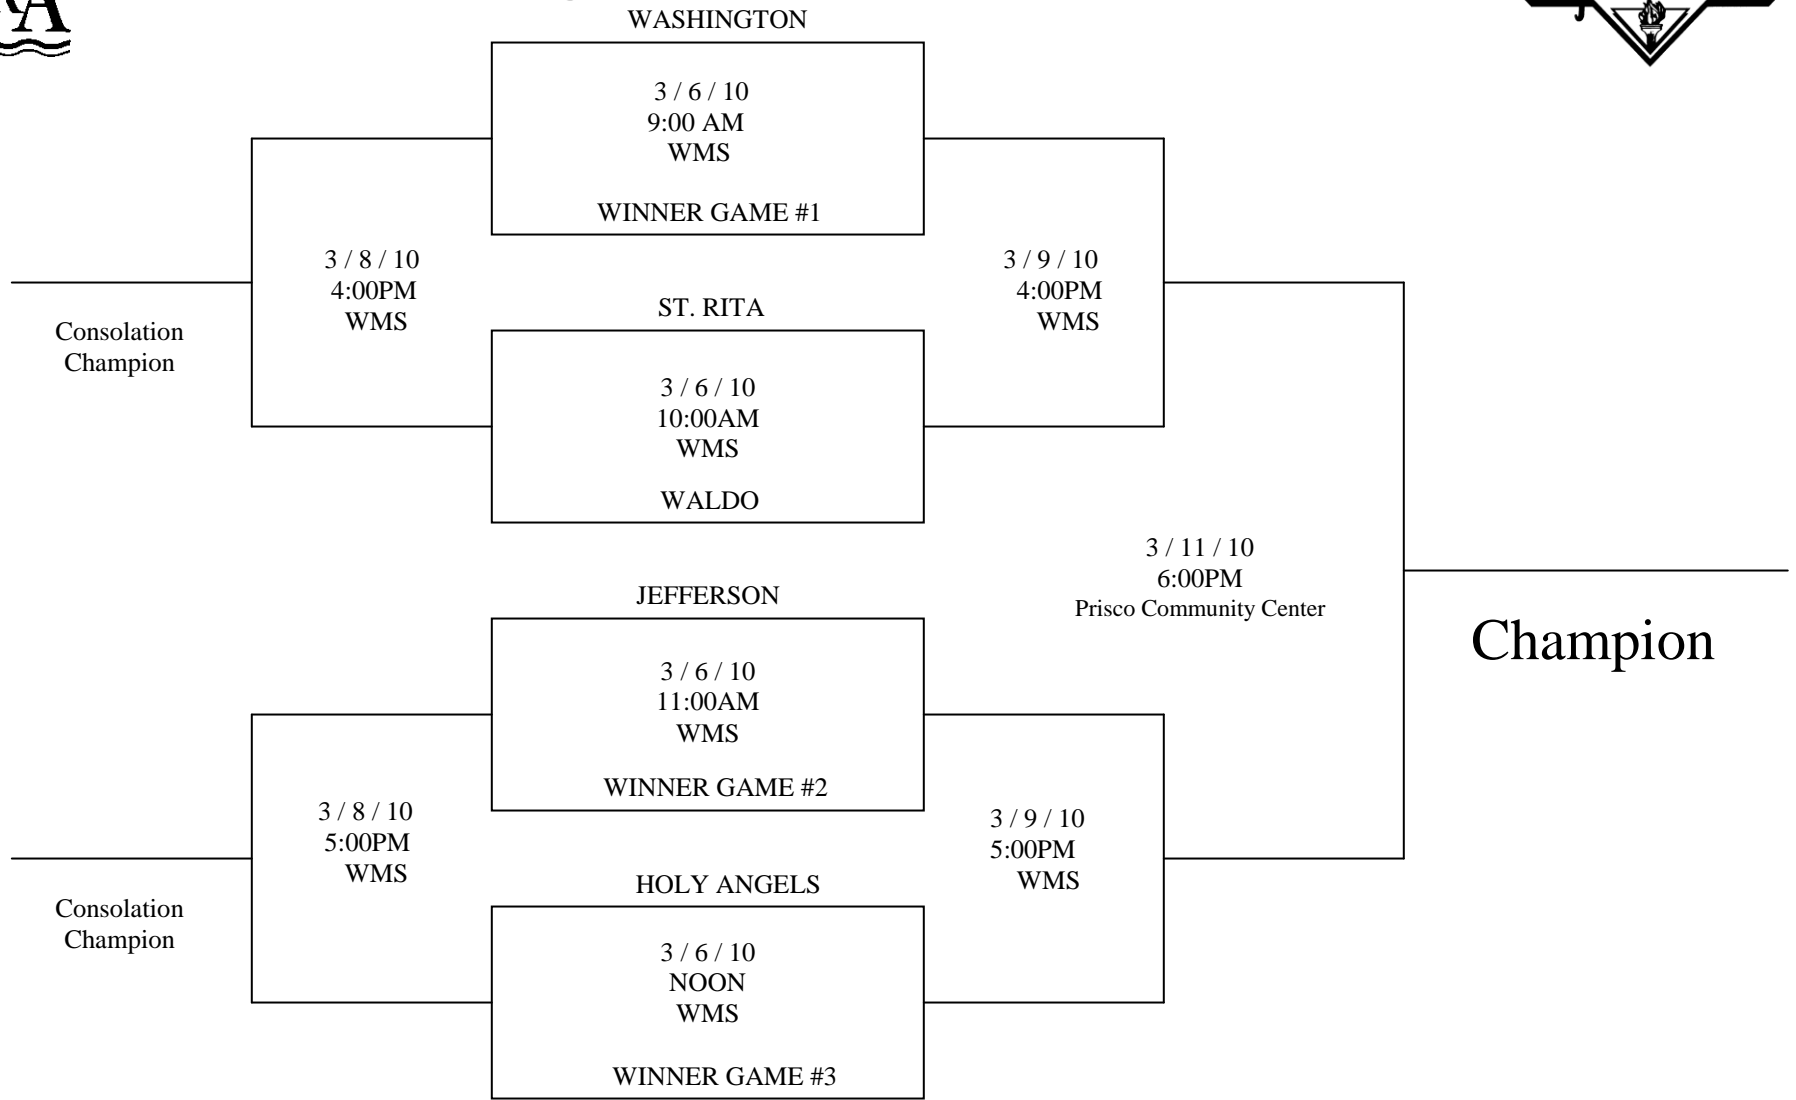 WASHINGTON
3 / 6 / 10
9:00 AM
WMS
WINNER GAME #1
3 / 8 / 10
4:00PM
WMS
3 / 9 / 10
4:00PM
WMS
Consolation
Champion
ST. RITA
3 / 6 / 10
10:00AM
WMS
WALDO
3 / 11 / 10
6:00PM
Prisco Community Center
Champion
JEFFERSON
3 / 6 / 10
11:00AM
WMS
WINNER GAME #2
3 / 8 / 10
5:00PM
WMS
3 / 9 / 10
5:00PM
WMS
Consolation
Champion
HOLY ANGELS
3 / 6 / 10
NOON
WMS
WINNER GAME #3